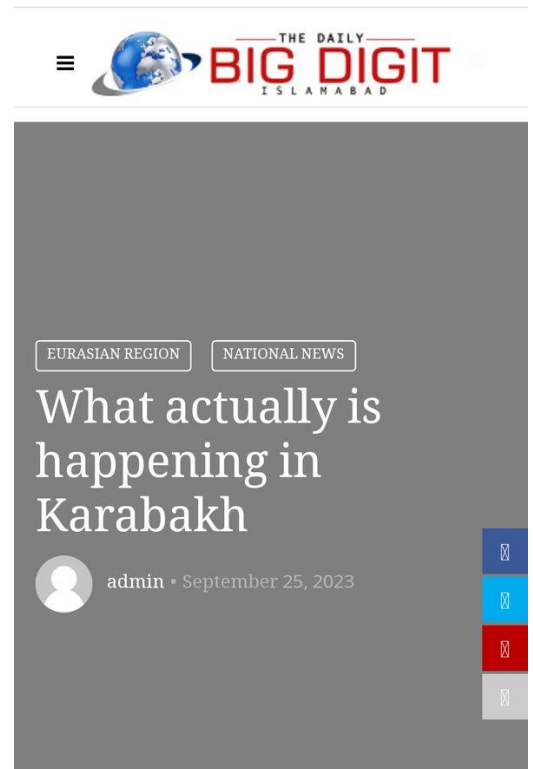 THE DAILY
BIG DIGIT
ISLAMABAD
EURASIAN REGION
NATIONAL NEWS
What actually is
happening in
Karabakh
admin • September 25, 2023